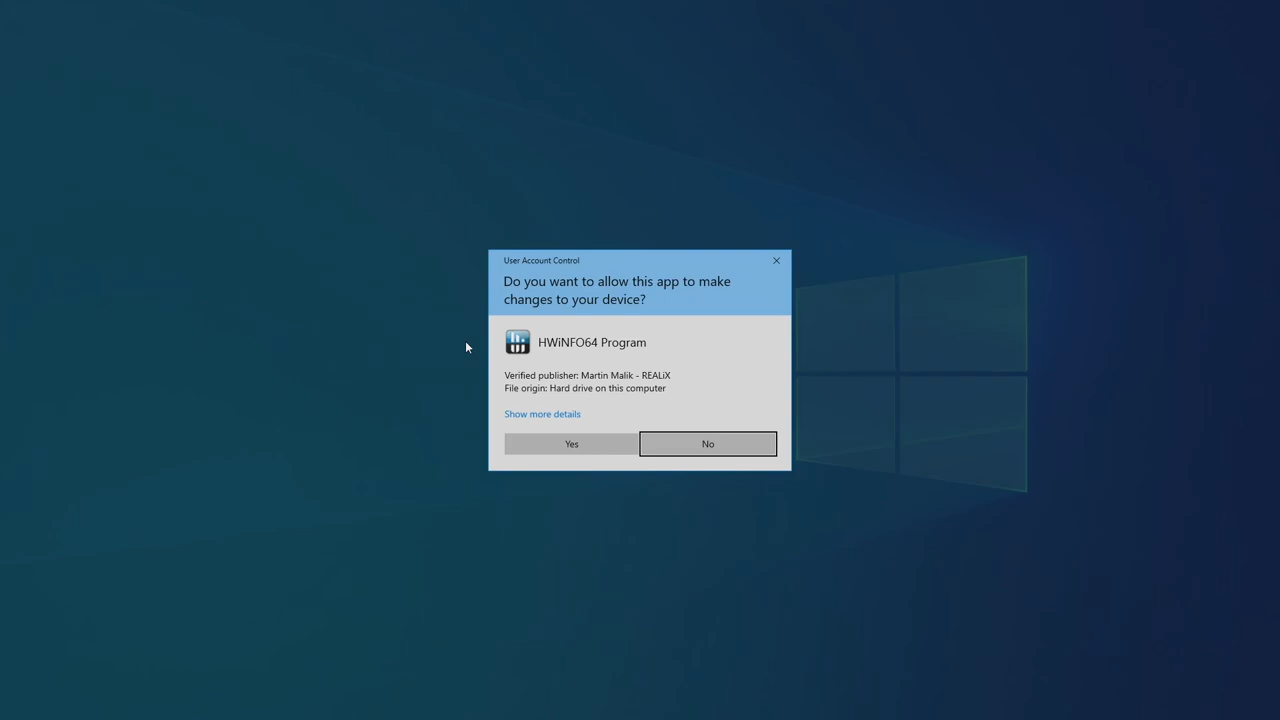 User Account Control
Do you want to allow this app to make
changes to your device?
HWiNFO64 Program
Verified publisher: Martin Malik - REALiX
File origin: Hard drive on this computer
Show more details
Yes
No